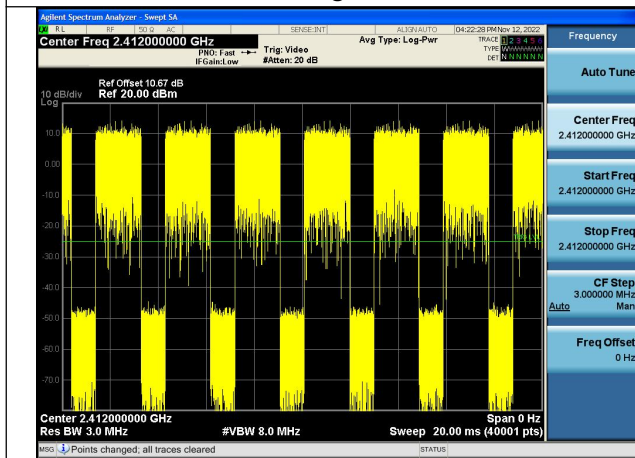 Agilent Spectrum Analyzer - Swept SA
RL RF 50 Ω AC SENSE:INT ALIGN AUTO 04:22:28 PM Nov 12, 2022
Center Freq 2.412000000 GHz
PNO: Fast
IFGain:Low
Trig: Video
#Atten: 20 dB
Avg Type: Log-Pwr
TRACE 1 2 3 4 5 6
TYPE
DET N N N N N N
Frequency
Auto Tune
Ref Offset 10.67 dB
10 dB/div Ref 20.00 dBm
Log
Center Freq
2.412000000 GHz
10.0
0.00
Start Freq
2.412000000 GHz
-10.0
-20.0
Stop Freq
2.412000000 GHz
-30.0
-40.0
CF Step
3.000000 MHz
Auto Man
-50.0
-60.0
Freq Offset
0 Hz
-70.0
Center 2.412000000 GHz Span 0 Hz
Res BW 3.0 MHz #VBW 8.0 MHz Sweep 20.00 ms (40001 pts)
MSG Points changed; all traces cleared STATUS